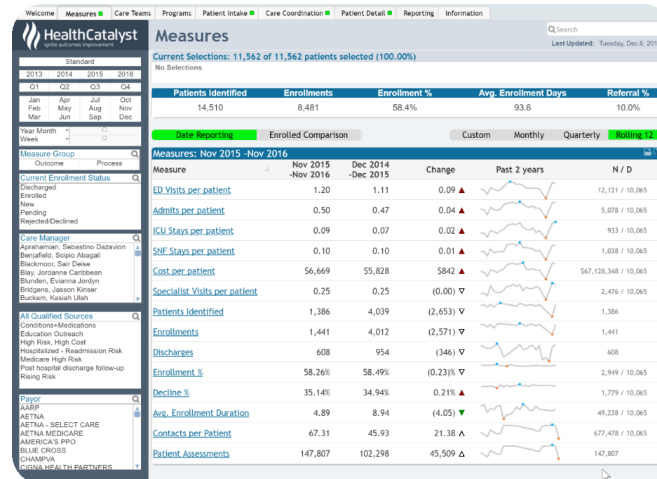 Welcome Measures Care Teams Programs Patient Intake Care Coordination Patient Detail Reporting Information
HealthCatalyst
ignite outcomes improvement
Measures
Search
Last Updated: Tuesday, Dec 8, 201
Current Selections: 11,562 of 11,562 patients selected (100.00%)
No Selections
Standard
2013 2014 2015 2016
Q1 Q2 Q3 Q4
Jan Apr Jul Oct
Feb May Aug Nov
Mar Jun Sep Dec
Year Month
Week
Measure Group
Outcome Process
Current Enrollment Status
Discharged
Enrolled
New
Pending
Rejected/Declined
Care Manager
Aprahamian, Sebastino Dazavion
Benjafield, Scipio Abagail
Blackmoor, Sair Deise
Blay, Jordanne Caribbean
Blunden, Evianna Jordyn
Bridgens, Jasson Kinser
Buckam, Kasiah Ulah
All Qualified Sources
Conditions+Medications
Education Outreach
High Risk, High Cost
Hospitalized - Readmission Risk
Medicare High Risk
Post hospital discharge follow-up
Rising Risk
Payor
AARP
AETNA
AETNA - SELECT CARE
AETNA MEDICARE
AMERICA'S PPO
BLUE CROSS
CHAMPVA
CIGNA HEALTH PARTNERS
Patients Identified Enrollments Enrollment % Avg. Enrollment Days Referral %
14,510 8,481 58.4% 93.6 10.0%
Date Reporting Enrolled Comparison Custom Monthly Quarterly Rolling 12
Measures: Nov 2015 -Nov 2016
Measure Nov 2015 -Nov 2016 Dec 2014 -Dec 2015 Change Past 2 years N / D
ED Visits per patient 1.20 1.11 0.09 ▲ 12,121 / 10,065
Admits per patient 0.50 0.47 0.04 ▲ 5,078 / 10,065
ICU Stays per patient 0.09 0.07 0.02 ▲ 933 / 10,065
SNF Stays per patient 0.10 0.10 0.01 ▲ 1,038 / 10,065
Cost per patient $6,669 $5,828 $842 ▲ $67,128,348 / 10,065
Specialist Visits per patient 0.25 0.25 (0.00) ▽ 2,476 / 10,065
Patients Identified 1,386 4,039 (2,653) ▽ 1,386
Enrollments 1,441 4,012 (2,571) ▽ 1,441
Discharges 608 954 (346) ▽ 608
Enrollment % 58.26% 58.49% (0.23)% ▽ 2,949 / 10,065
Decline % 35.14% 34.94% 0.21% ▲ 1,779 / 10,065
Avg. Enrollment Duration 4.89 8.94 (4.05) ▼ 49,238 / 10,065
Contacts per Patient 67.31 45.93 21.38 △ 677,478 / 10,065
Patient Assessments 147,807 102,298 45,509 △ 147,807